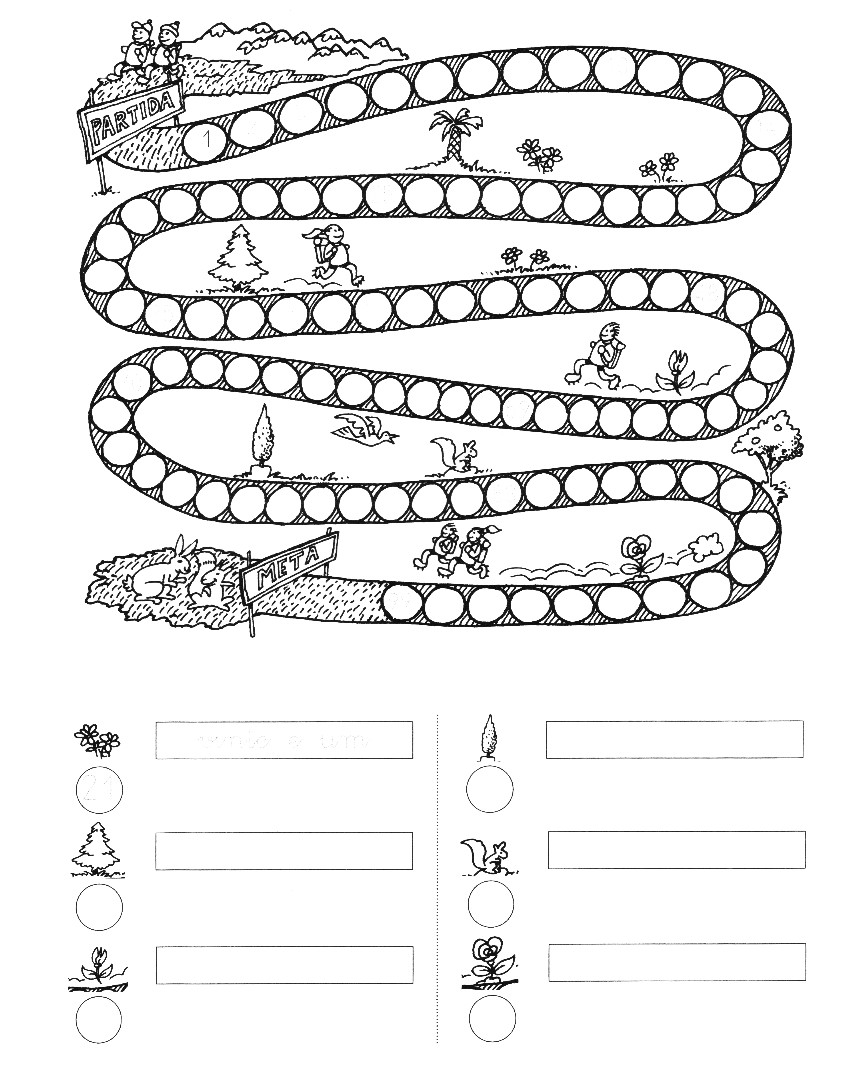 PARTIDA
1
META
vinte e um
21